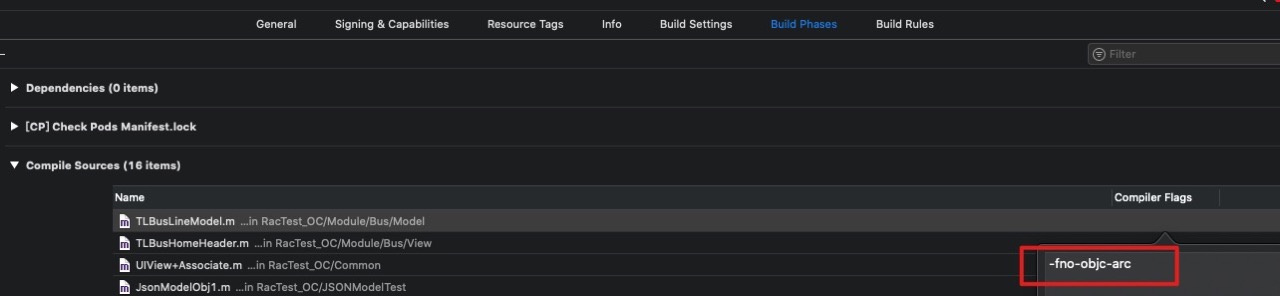 General Signing & Capabilities Resource Tags Info Build Settings Build Phases Build Rules
Filter
Dependencies (0 items)
[CP] Check Pods Manifest.lock
Compile Sources (16 items)
Name Compiler Flags
TLBusLineModel.m ...in RacTest_OC/Module/Bus/Model
TLBusHomeHeader.m ...in RacTest_OC/Module/Bus/View
UIView+Associate.m ...in RacTest_OC/Common
-fno-objc-arc
JsonModelObj1.m ...in RacTest_OC/JSONModelTest